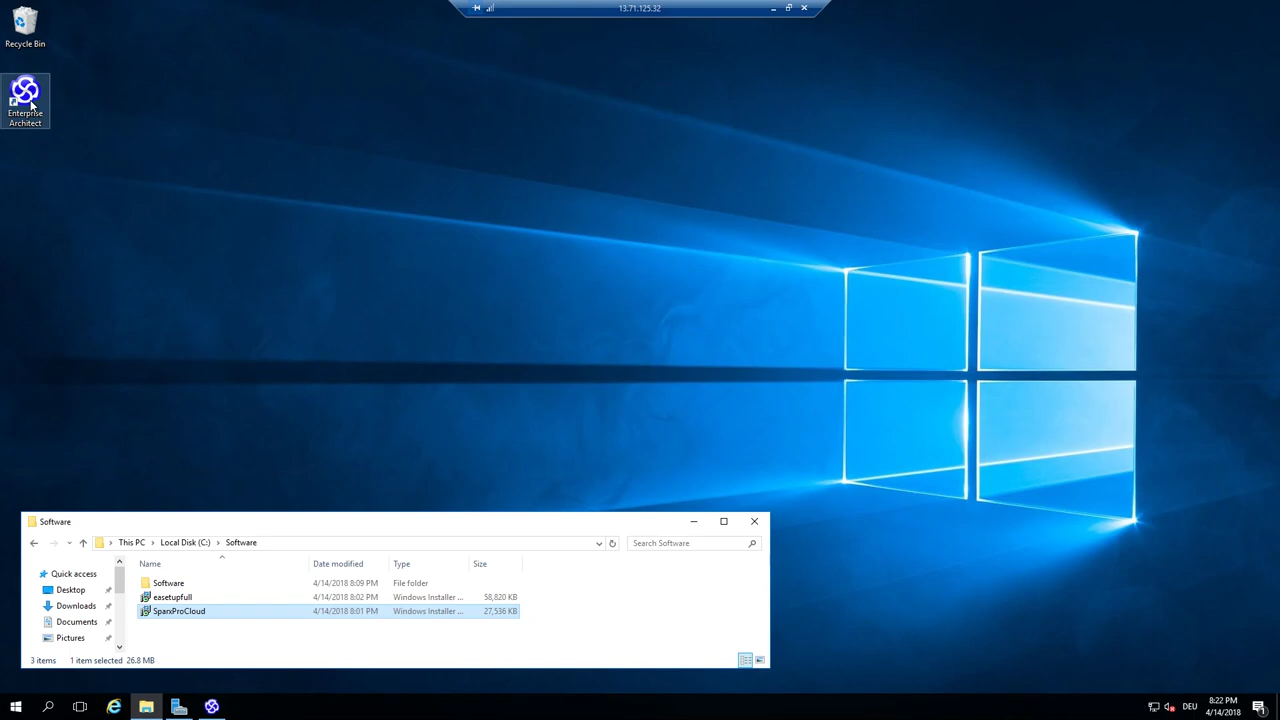 13.71.125.32
Recycle Bin
Enterprise
Architect
Software
This PC > Local Disk (C:) > Software
Search Software
Name Date modified Type Size
Quick access
Desktop
Downloads
Documents
Pictures
Software 4/14/2018 8:09 PM File folder
easetupfull 4/14/2018 8:02 PM Windows Installer ... 58,820 KB
SparxProCloud 4/14/2018 8:01 PM Windows Installer ... 27,536 KB
3 items 1 item selected 26.8 MB
DEU
8:22 PM
4/14/2018
1